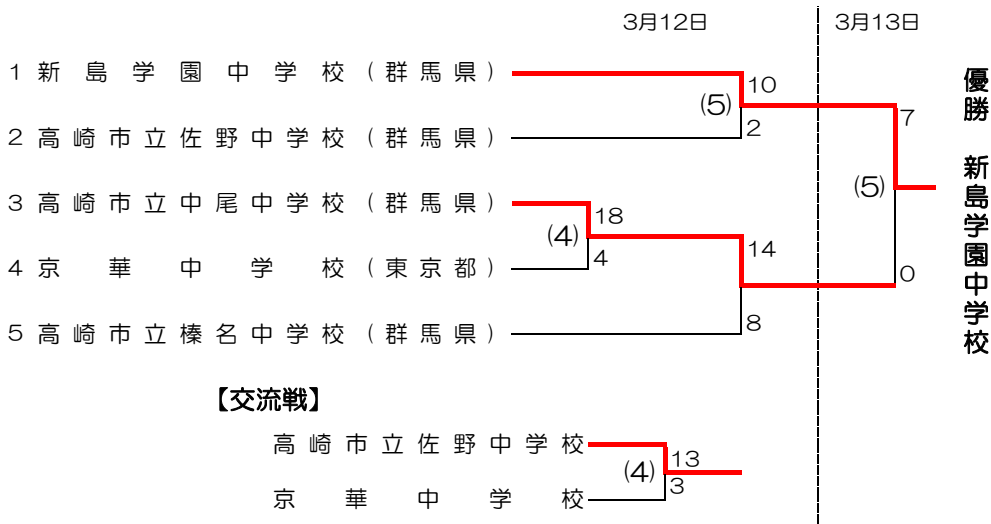 3月12日
3月13日
1 新島学園中学校 (群馬県)
10
(5)
2
2 高崎市立佐野中学校 (群馬県)
7
(5)
0
3 高崎市立中尾中学校 (群馬県)
18
(4)
4
4 京華中学校 (東京都)
14
8
5 高崎市立榛名中学校 (群馬県)
優勝 新島学園中学校
【交流戦】
高崎市立佐野中学校
13
(4)
3
京華中学校